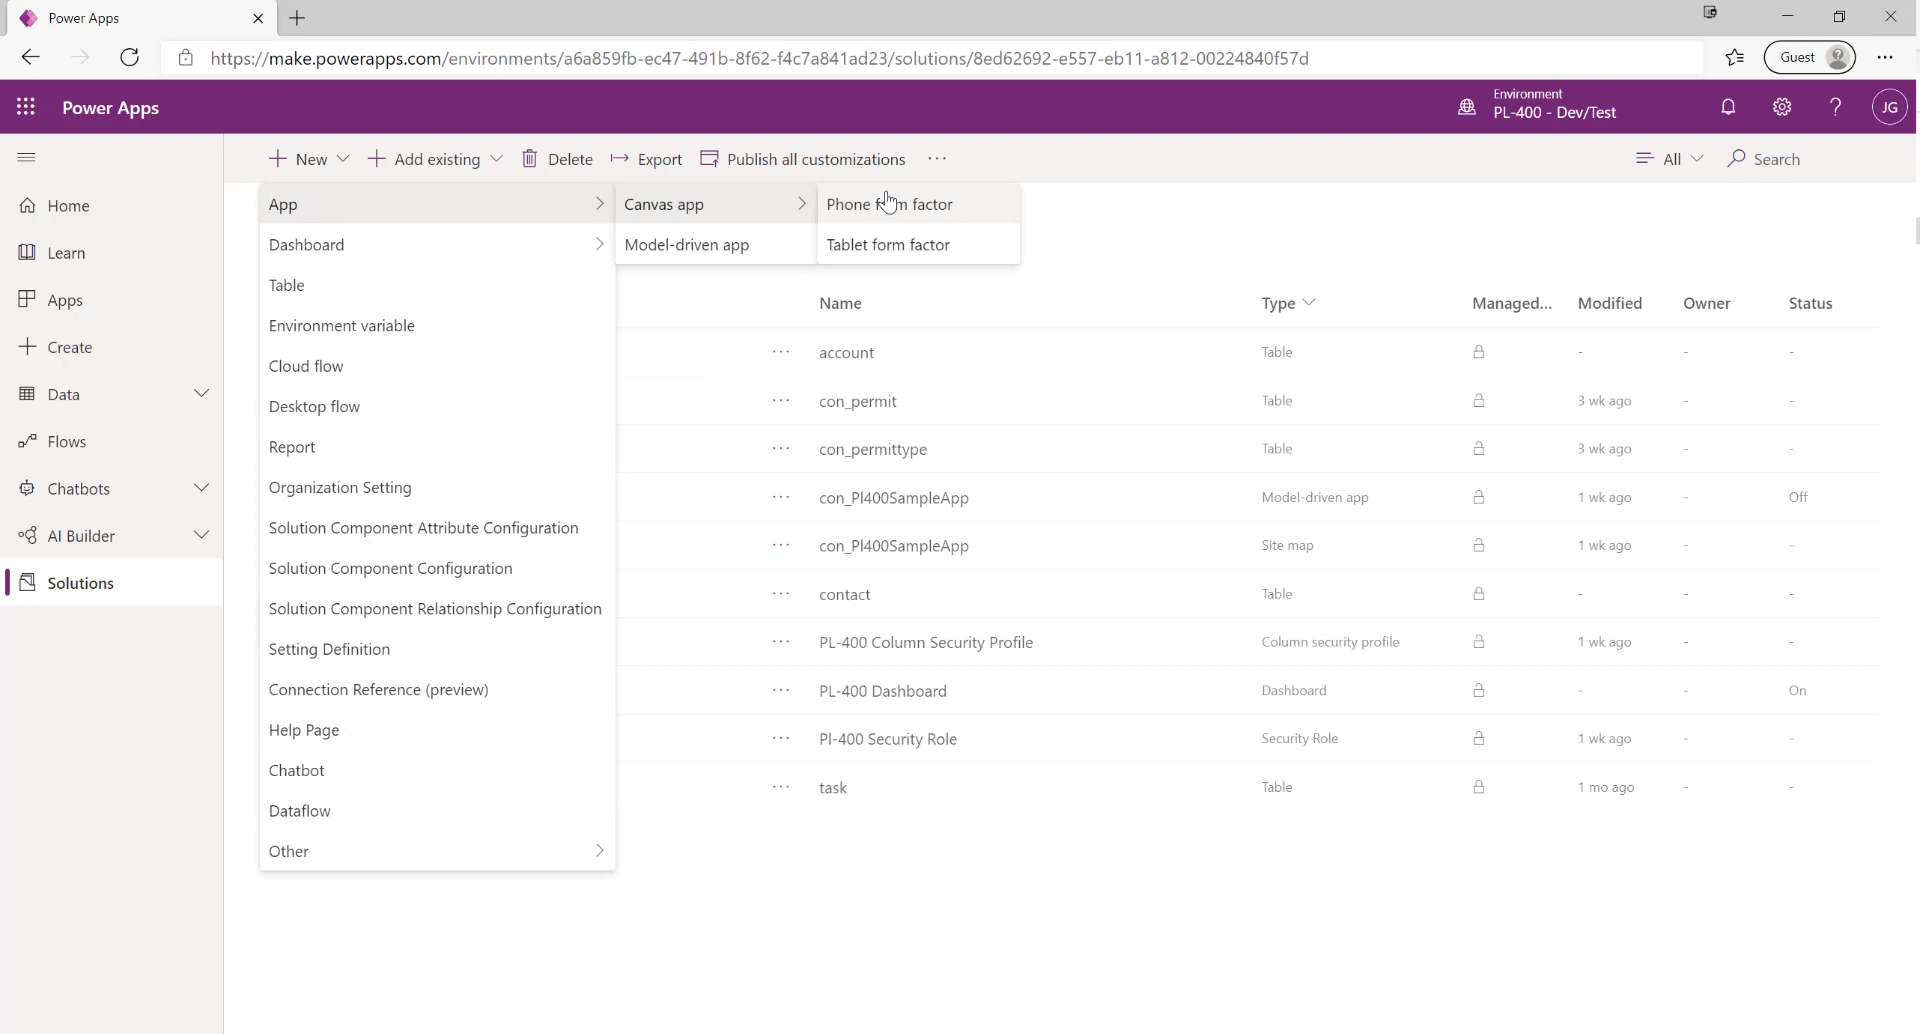 Power Apps
https://make.powerapps.com/environments/a6a859fb-ec47-491b-8f62-f4c7a841ad23/solutions/8ed62692-e557-eb11-a812-00224840f57d
Guest
Power Apps
Environment
PL-400 - Dev/Test
JG
New
Add existing
Delete
Export
Publish all customizations
All
Search
Home
Learn
Apps
Create
Data
Flows
Chatbots
AI Builder
Solutions
App
Dashboard
Table
Environment variable
Cloud flow
Desktop flow
Report
Organization Setting
Solution Component Attribute Configuration
Solution Component Configuration
Solution Component Relationship Configuration
Setting Definition
Connection Reference (preview)
Help Page
Chatbot
Dataflow
Other
Canvas app
Model-driven app
Phone form factor
Tablet form factor
Name Type Managed... Modified Owner Status
account Table - - -
con_permit Table 3 wk ago - -
con_permittype Table 3 wk ago - -
con_Pl400SampleApp Model-driven app 1 wk ago - Off
con_Pl400SampleApp Site map 1 wk ago - -
contact Table - - -
PL-400 Column Security Profile Column security profile 1 wk ago - -
PL-400 Dashboard Dashboard - - On
Pl-400 Security Role Security Role 1 wk ago - -
task Table 1 mo ago - -